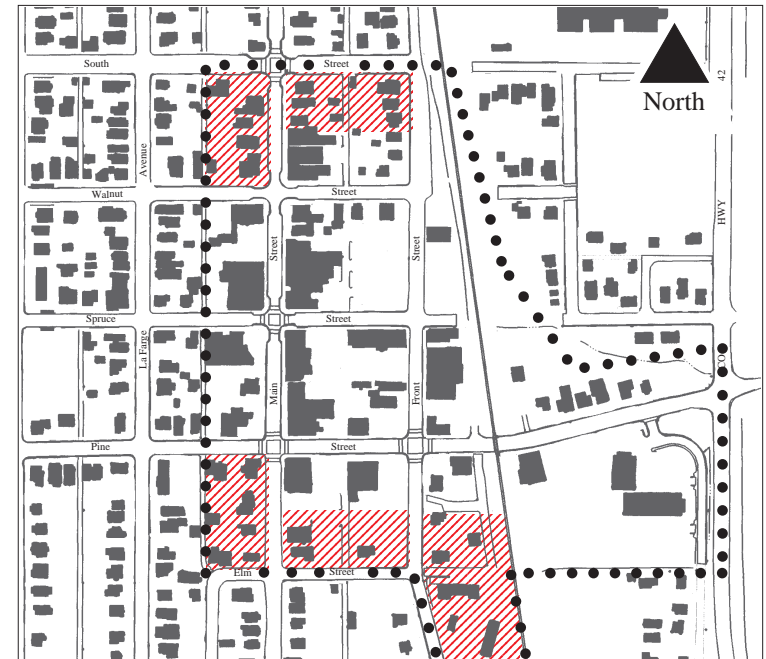 South Street
42
North
Avenue
Walnut Street
HWY
Street
Street
Spruce Street
La Farge
CO
Main
Front
Pine Street
Elm Street